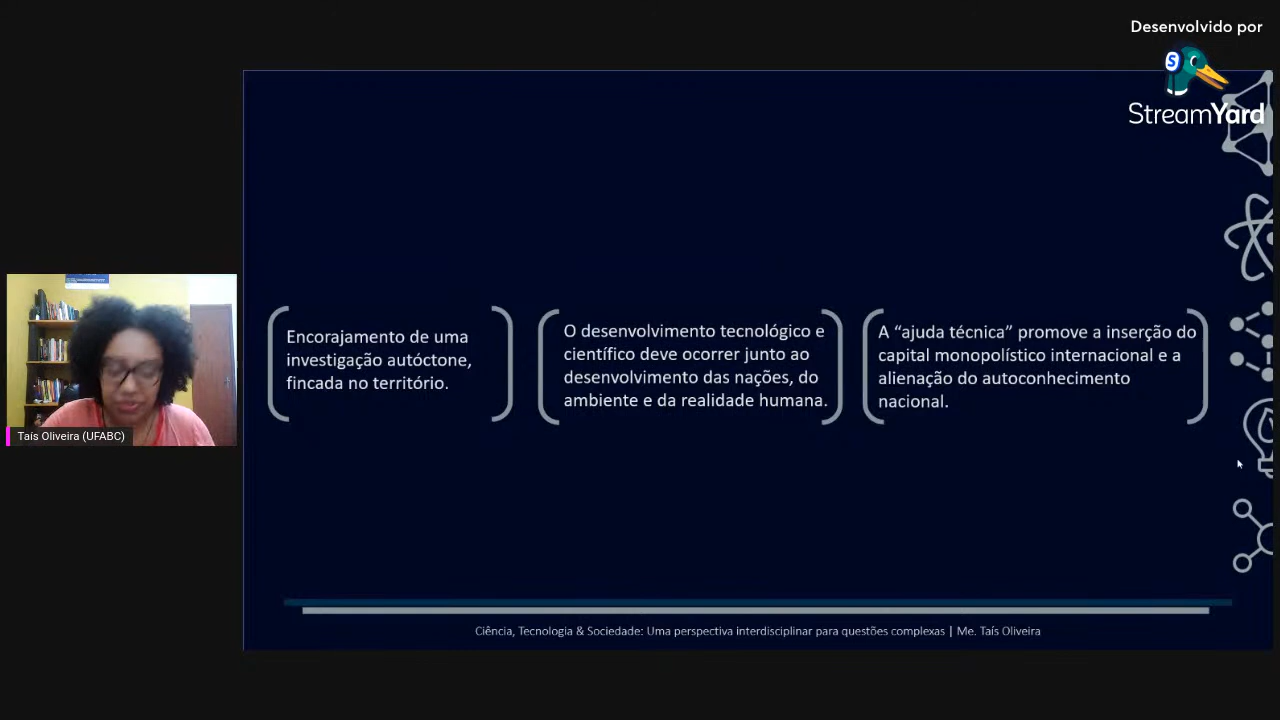 Desenvolvido por
StreamYard
Encorajamento de uma
investigação autóctone,
fincada no território.
O desenvolvimento tecnológico e
científico deve ocorrer junto ao
desenvolvimento das nações, do
ambiente e da realidade humana.
A “ajuda técnica” promove a inserção do
capital monopolístico internacional e a
alienação do autoconhecimento
nacional.
Taís Oliveira (UFABC)
Ciência, Tecnologia & Sociedade: Uma perspectiva interdisciplinar para questões complexas | Me. Taís Oliveira